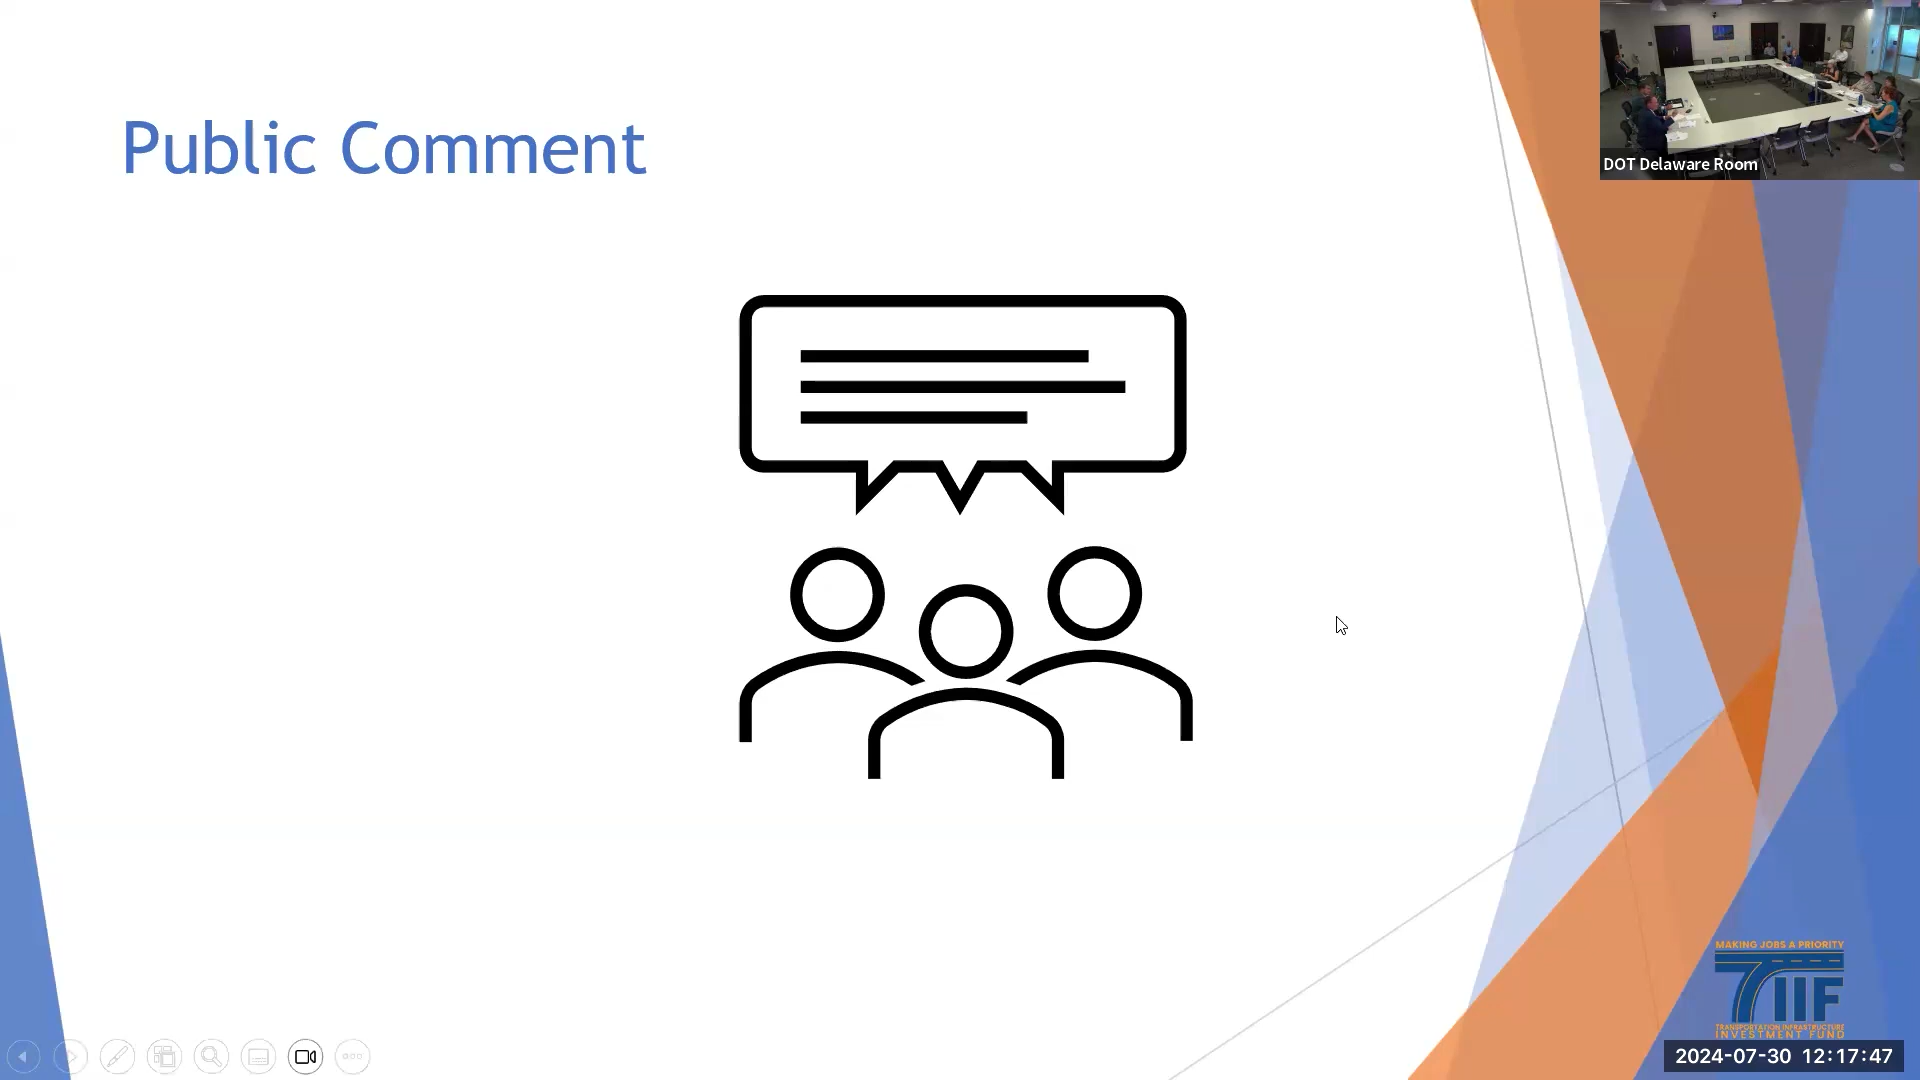 Public Comment
DOT Delaware Room
MAKING JOBS A PRIORITY
TIIF
TRANSPORTATION INFRASTRUCTURE
INVESTMENT FUND
2024-07-30 12:17:47